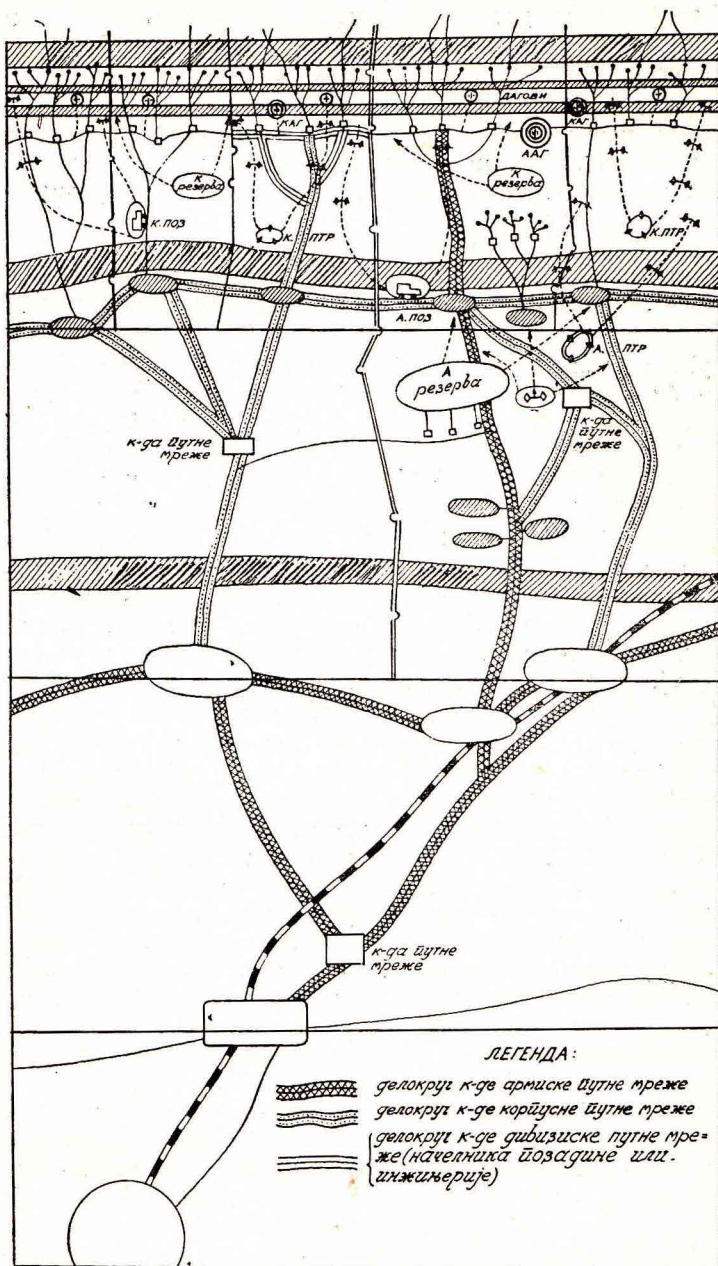 ДАГОВИ
КАГ
КАГ
ААГ
К
резерва
К
резерва
К. ПОЗ
К. ПТР
К. ПТР
А. ПОЗ
А. ПТР
А
резерва
к-да путне
мреже
к-да путне
мреже
к-да путне
мреже
ЛЕГЕНДА:
делокруг к-де армиске путне мреже
делокруг к-де корпусне путне мреже
делокруг к-де дивизиске путне мре=
же (начелника позадине или-
инжињерије)